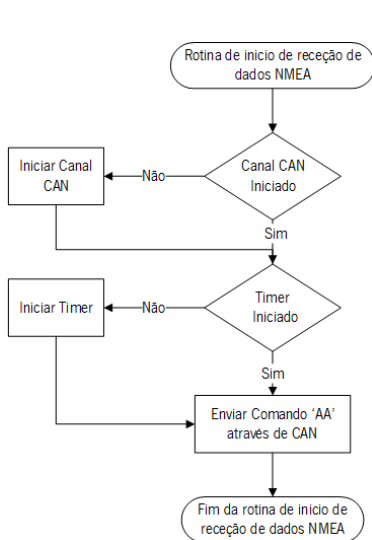 Rotina de inicio de receção de
dados NMEA
Canal CAN
Iniciado
Não
Iniciar Canal
CAN
Sim
Timer
Iniciado
Não
Iniciar Timer
Sim
Enviar Comando ‘AA’
através de CAN
Fim da rotina de inicio de
receção de dados NMEA